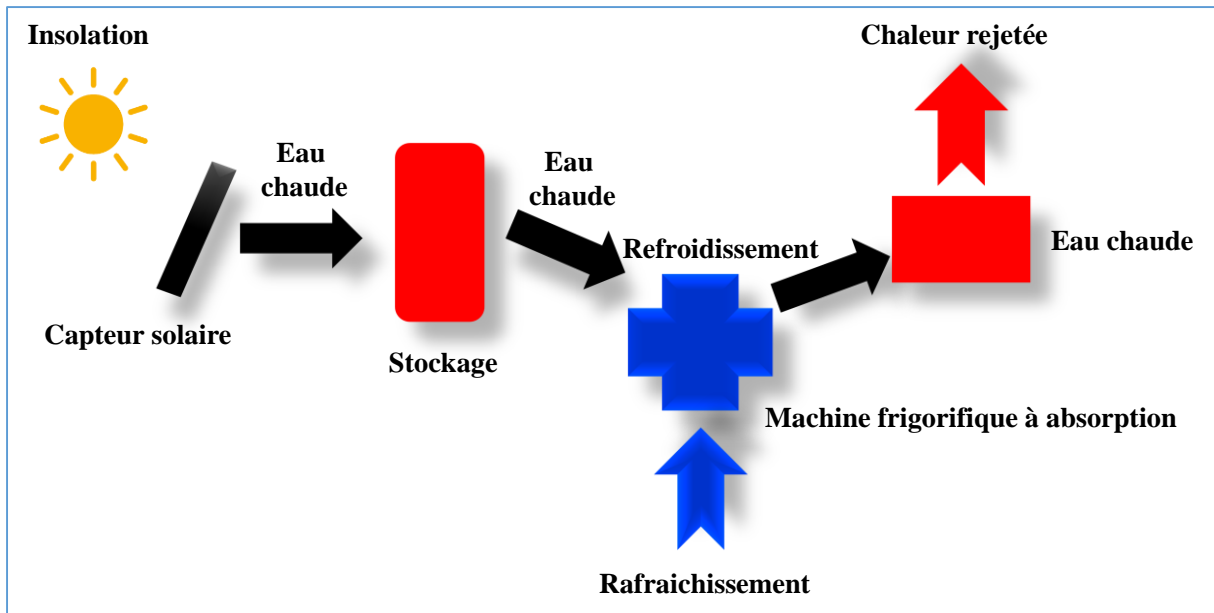 Insolation
Chaleur rejetée
Eau
chaude
Eau
chaude
Refroidissement
Eau chaude
Capteur solaire
Stockage
Machine frigorifique à absorption
Rafraichissement